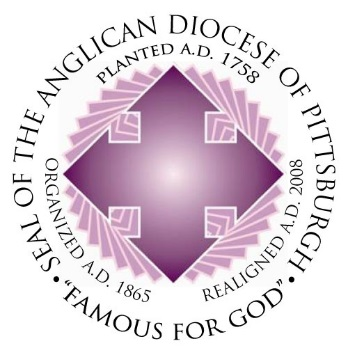 SEAL OF THE ANGLICAN DIOCESE OF PITTSBURGH
• "FAMOUS FOR GOD" •
PLANTED A.D. 1758
ORGANIZED A.D. 1865
REALIGNED A.D. 2008